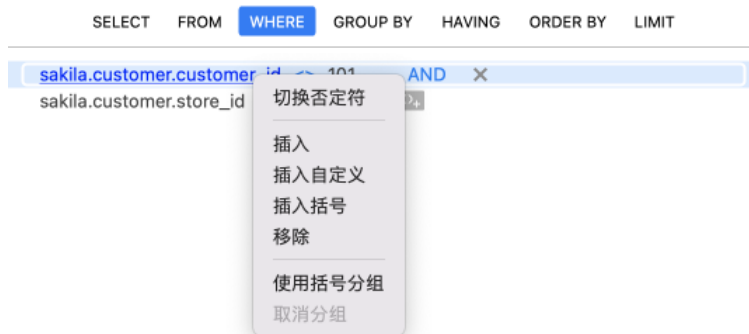 SELECT FROM WHERE GROUP BY HAVING ORDER BY LIMIT
sakila.customer.customer_id <> 101 AND ×
sakila.customer.store_id
切换否定符
插入
插入自定义
插入括号
移除
使用括号分组
取消分组